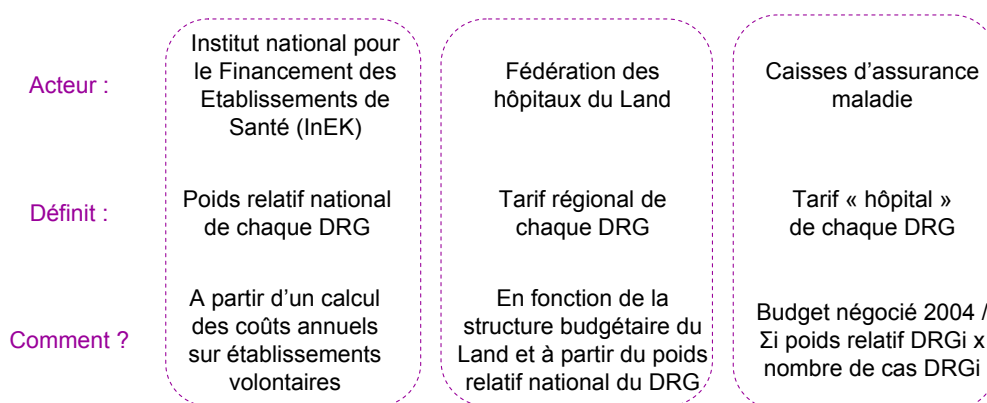 Acteur :
Institut national pour
le Financement des
Etablissements de
Santé (InEK)
Fédération des
hôpitaux du Land
Caisses d’assurance
maladie
Définit :
Poids relatif national
de chaque DRG
Tarif régional de
chaque DRG
Tarif « hôpital »
de chaque DRG
Comment ?
A partir d’un calcul
des coûts annuels
sur établissements
volontaires
En fonction de la
structure budgétaire du
Land et à partir du poids
relatif national du DRG
Budget négocié 2004 /
Σi poids relatif DRGi x
nombre de cas DRGi